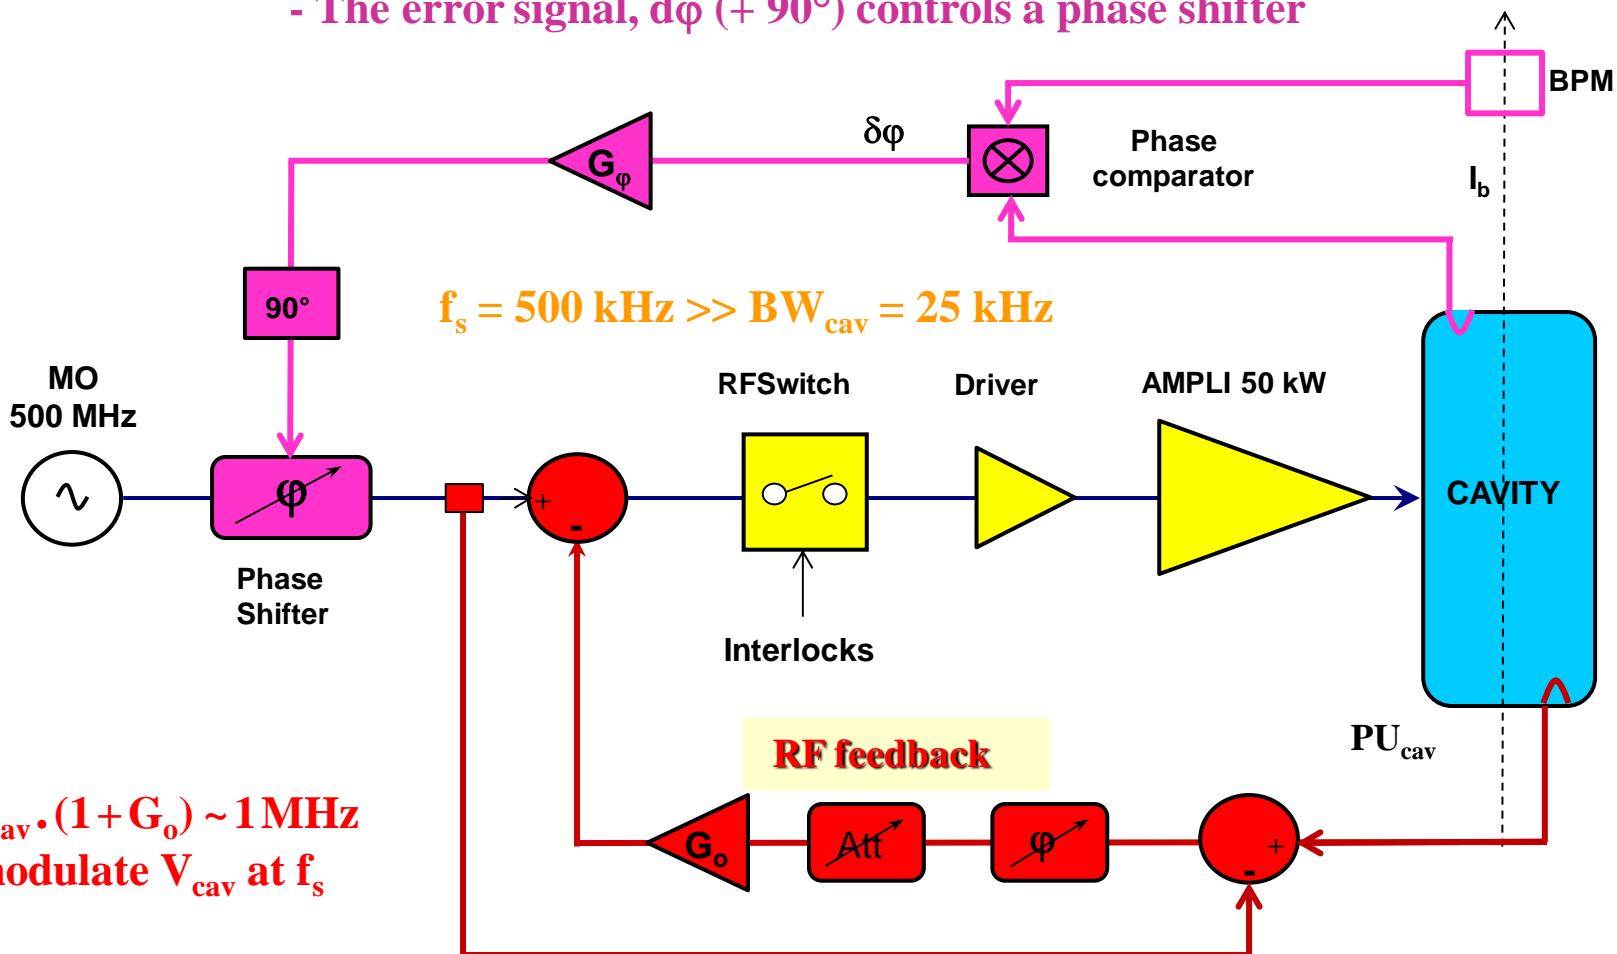 - The error signal, dφ (+ 90°) controls a phase shifter
BPM
δφ
Phase
comparator
Gφ
Ib
90°
fs = 500 kHz >> BWcav = 25 kHz
MO
500 MHz
RFSwitch
Driver
AMPLI 50 kW
φ
+
-
CAVITY
Phase
Shifter
Interlocks
RF feedback
PUcav
av . (1 + Go) ~ 1 MHz
Go
Att
φ
+
-
nodulate Vcav at fs